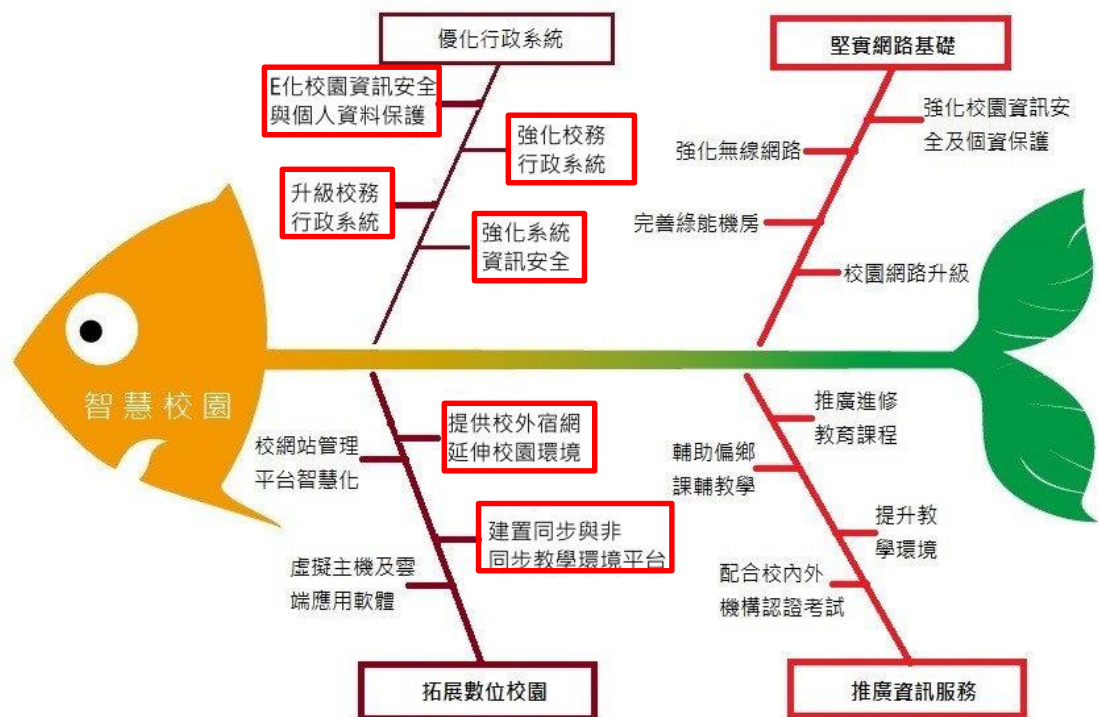 優化行政系統
E化校園資訊安全
與個人資料保護
強化校務
行政系統
升級校務
行政系統
強化系統
資訊安全
堅實網路基礎
強化校園資訊安
全及個資保護
強化無線網路
完善綠能機房
校園網路升級
智慧校園
提供校外宿網
延伸校園環境
校網站管理
平台智慧化
建置同步與非
同步教學環境平台
虛擬主機及雲
端應用軟體
拓展數位校園
推廣進修
教育課程
輔助偏鄉
課輔教學
提升教
學環境
配合校內外
機構認證考試
推廣資訊服務